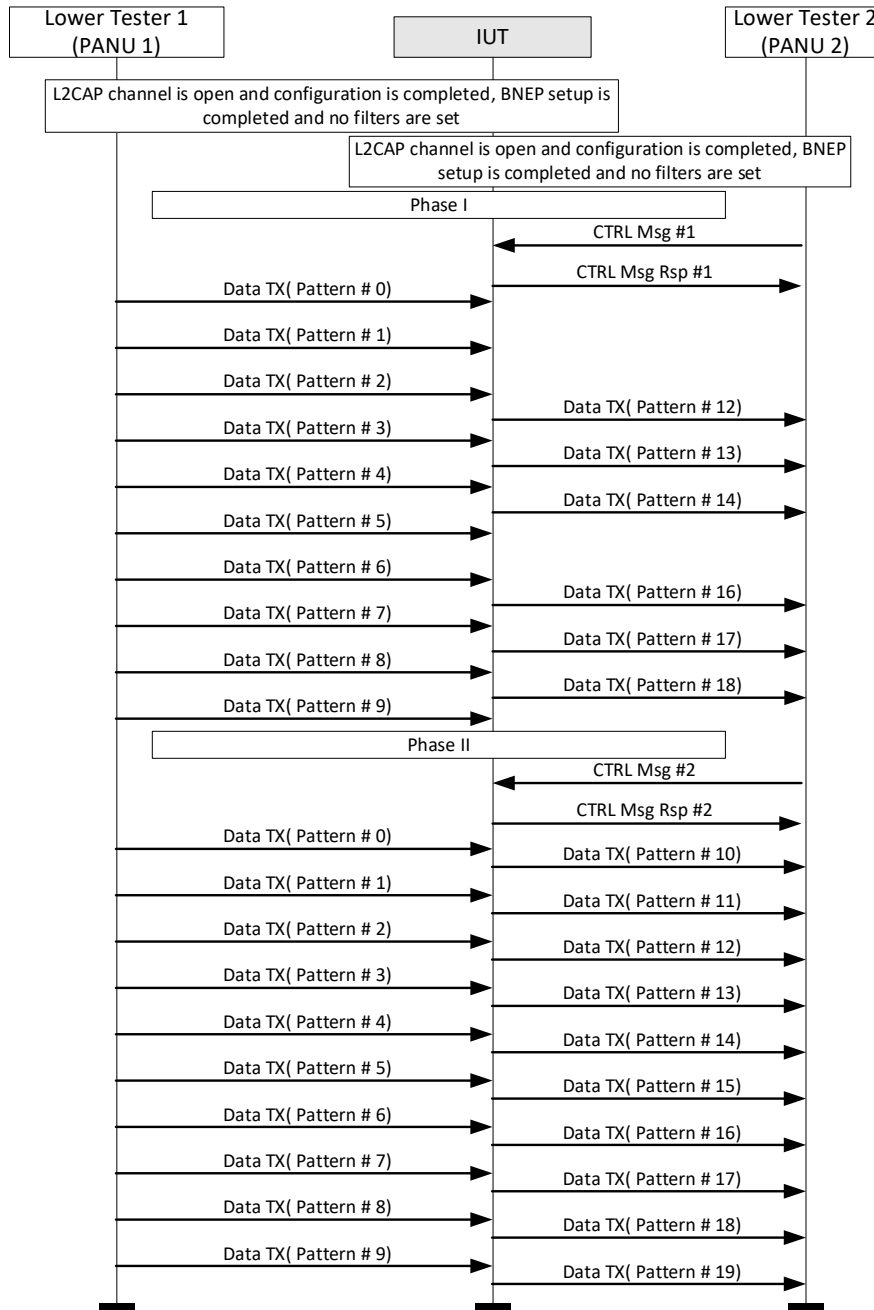 Lower Tester 1
(PANU 1)
IUT
Lower Tester 2
(PANU 2)
L2CAP channel is open and configuration is completed, BNEP setup is
completed and no filters are set
L2CAP channel is open and configuration is completed, BNEP
setup is completed and no filters are set
Phase I
CTRL Msg #1
CTRL Msg Rsp #1
Data TX( Pattern # 0)
Data TX( Pattern # 1)
Data TX( Pattern # 2)
Data TX( Pattern # 12)
Data TX( Pattern # 3)
Data TX( Pattern # 13)
Data TX( Pattern # 4)
Data TX( Pattern # 14)
Data TX( Pattern # 5)
Data TX( Pattern # 6)
Data TX( Pattern # 16)
Data TX( Pattern # 7)
Data TX( Pattern # 17)
Data TX( Pattern # 8)
Data TX( Pattern # 18)
Data TX( Pattern # 9)
Phase II
CTRL Msg #2
CTRL Msg Rsp #2
Data TX( Pattern # 0)
Data TX( Pattern # 10)
Data TX( Pattern # 1)
Data TX( Pattern # 11)
Data TX( Pattern # 2)
Data TX( Pattern # 12)
Data TX( Pattern # 3)
Data TX( Pattern # 13)
Data TX( Pattern # 4)
Data TX( Pattern # 14)
Data TX( Pattern # 5)
Data TX( Pattern # 15)
Data TX( Pattern # 6)
Data TX( Pattern # 16)
Data TX( Pattern # 7)
Data TX( Pattern # 17)
Data TX( Pattern # 8)
Data TX( Pattern # 18)
Data TX( Pattern # 9)
Data TX( Pattern # 19)